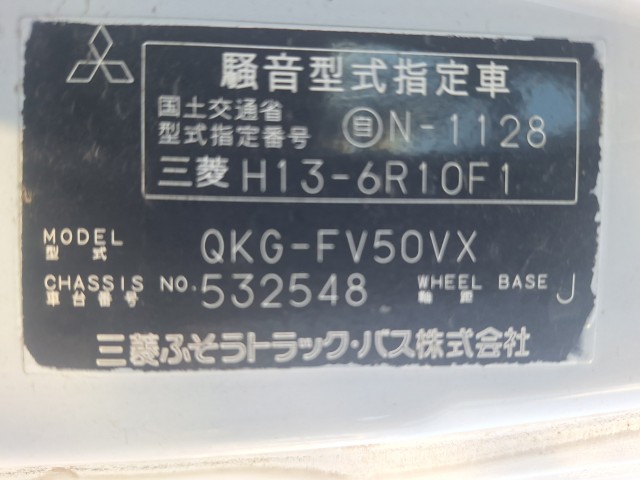 騒音型式指定車
国土交通省
型式指定番号 自N-1128
三菱 H13-6R10F1
MODEL 型式 QKG-FV50VX
CHASSIS NO. 車台番号 532548 WHEEL BASE 軸距 J
三菱ふそうトラック・バス株式会社